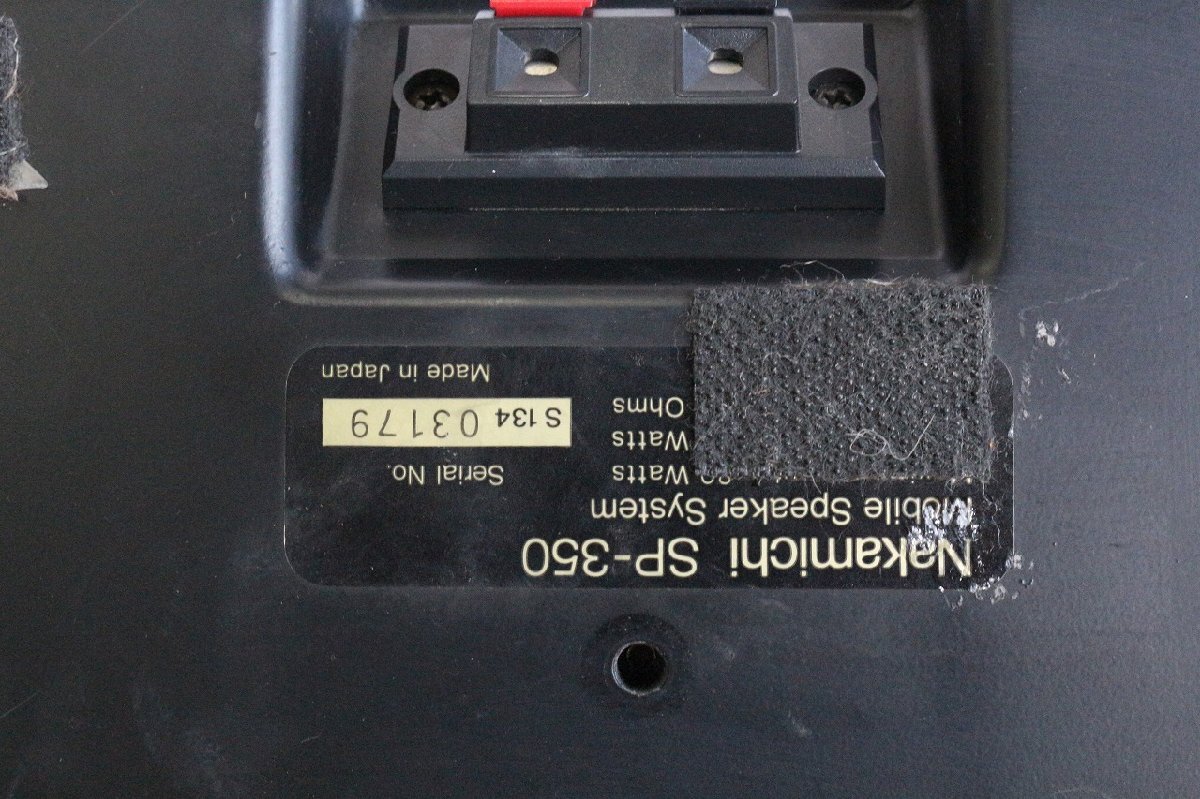 Nakamichi SP-350
Mobile Speaker System
Watts
Watts
Ohms
Serial No.
S134 03179
Made in Japan